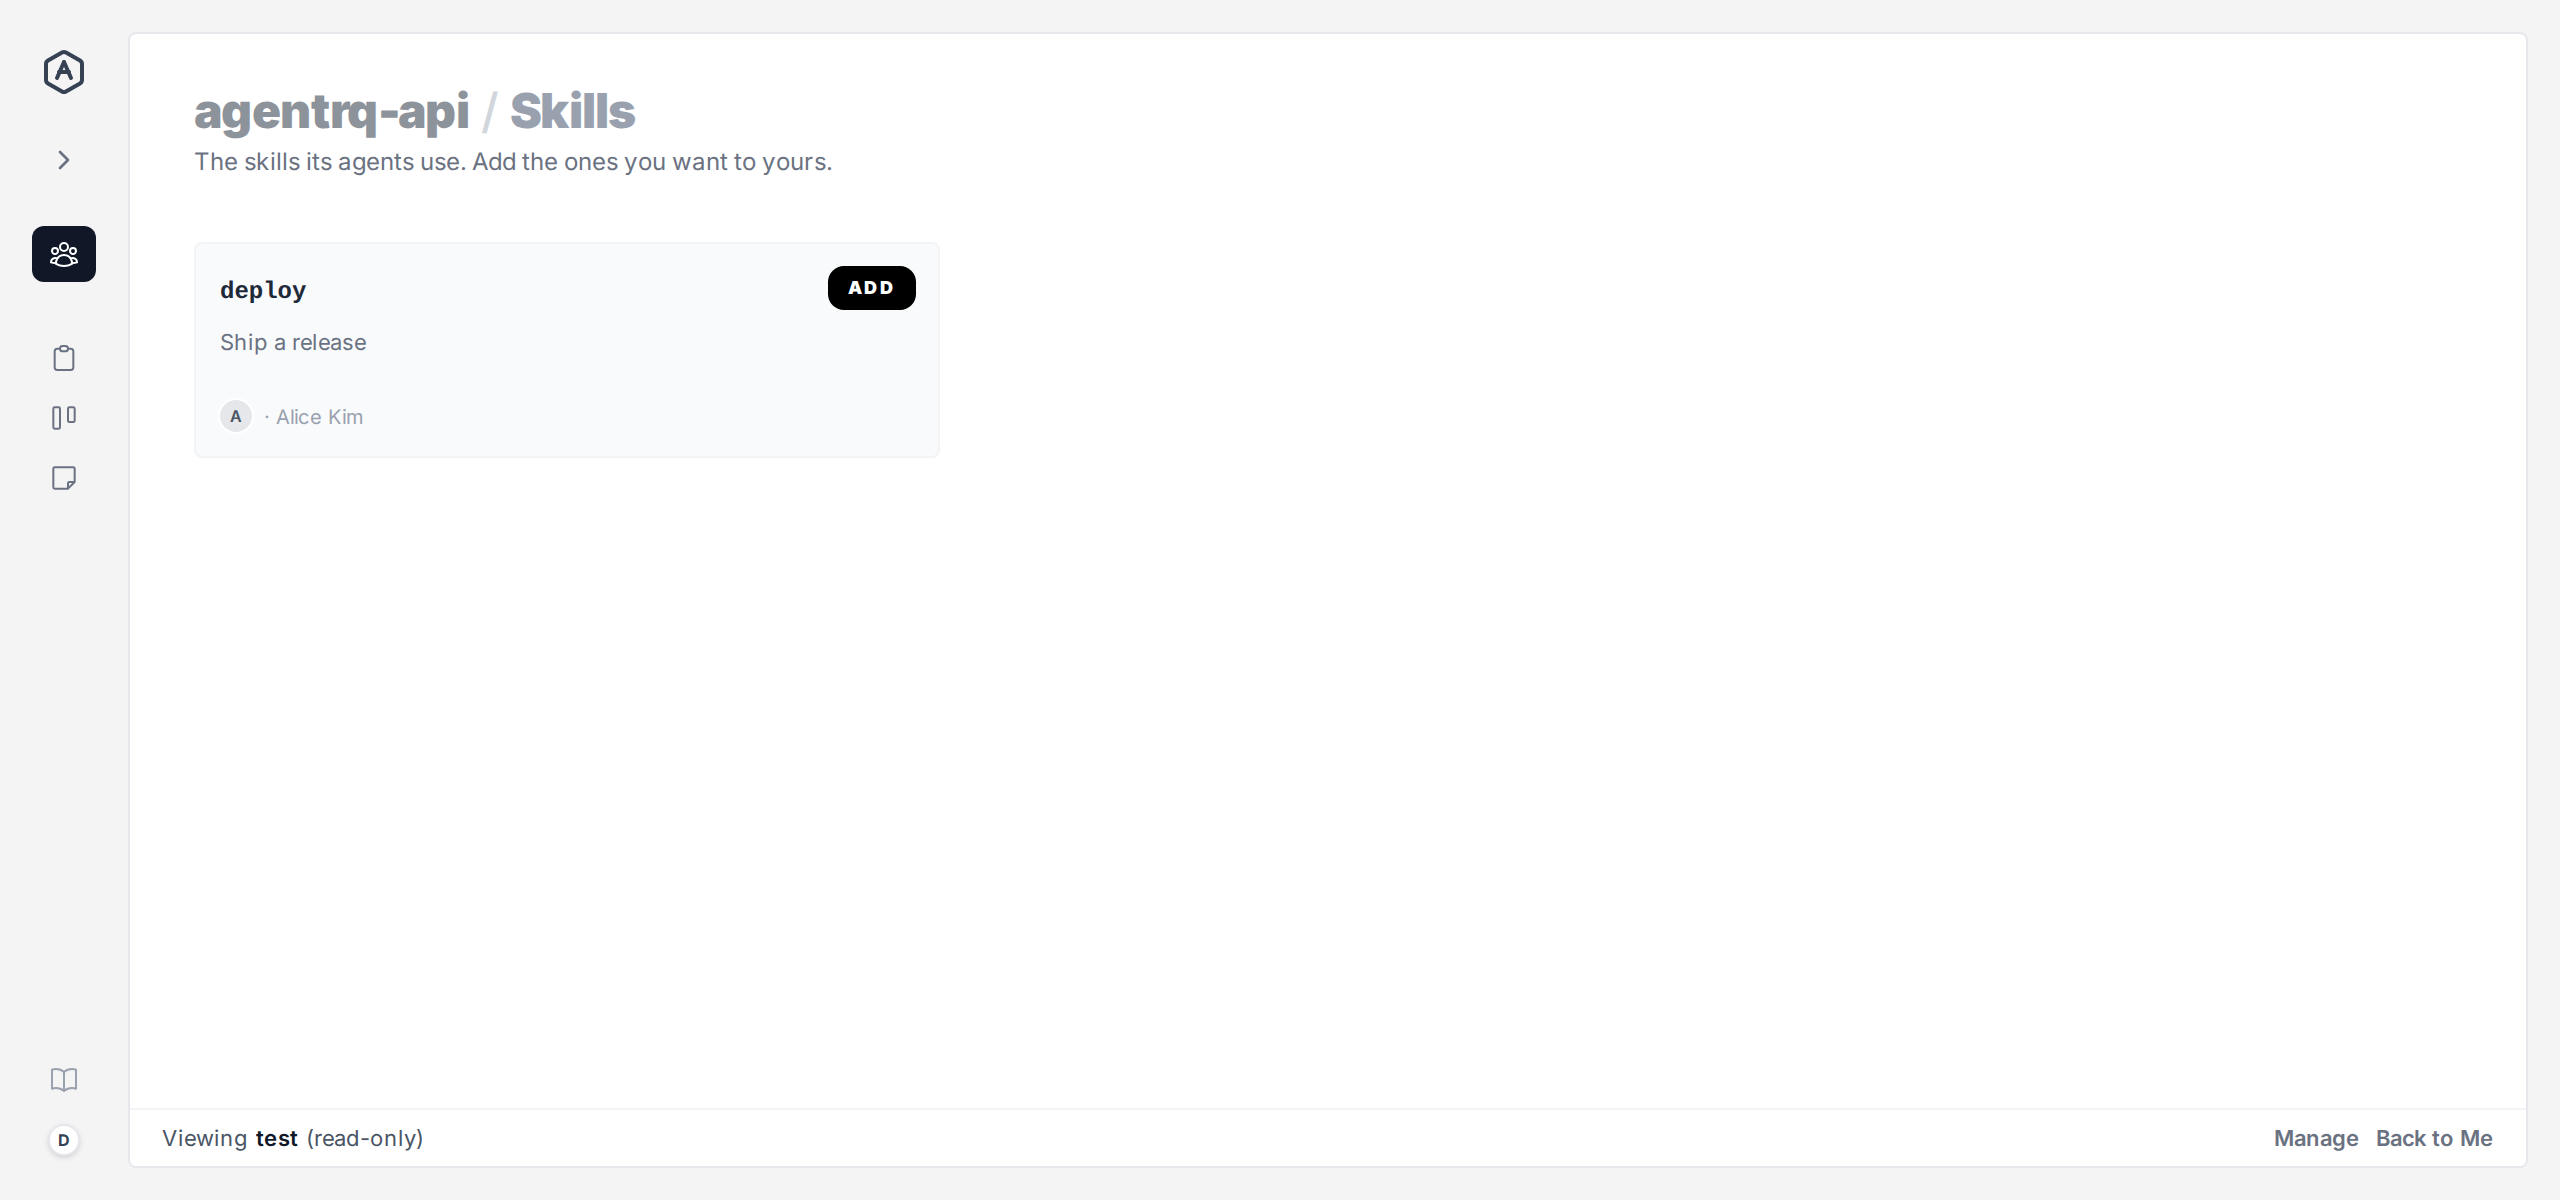 agentrq-api / Skills
The skills its agents use. Add the ones you want to yours.
deploy
ADD
Ship a release
A · Alice Kim
D
Viewing test (read-only)
Manage Back to Me